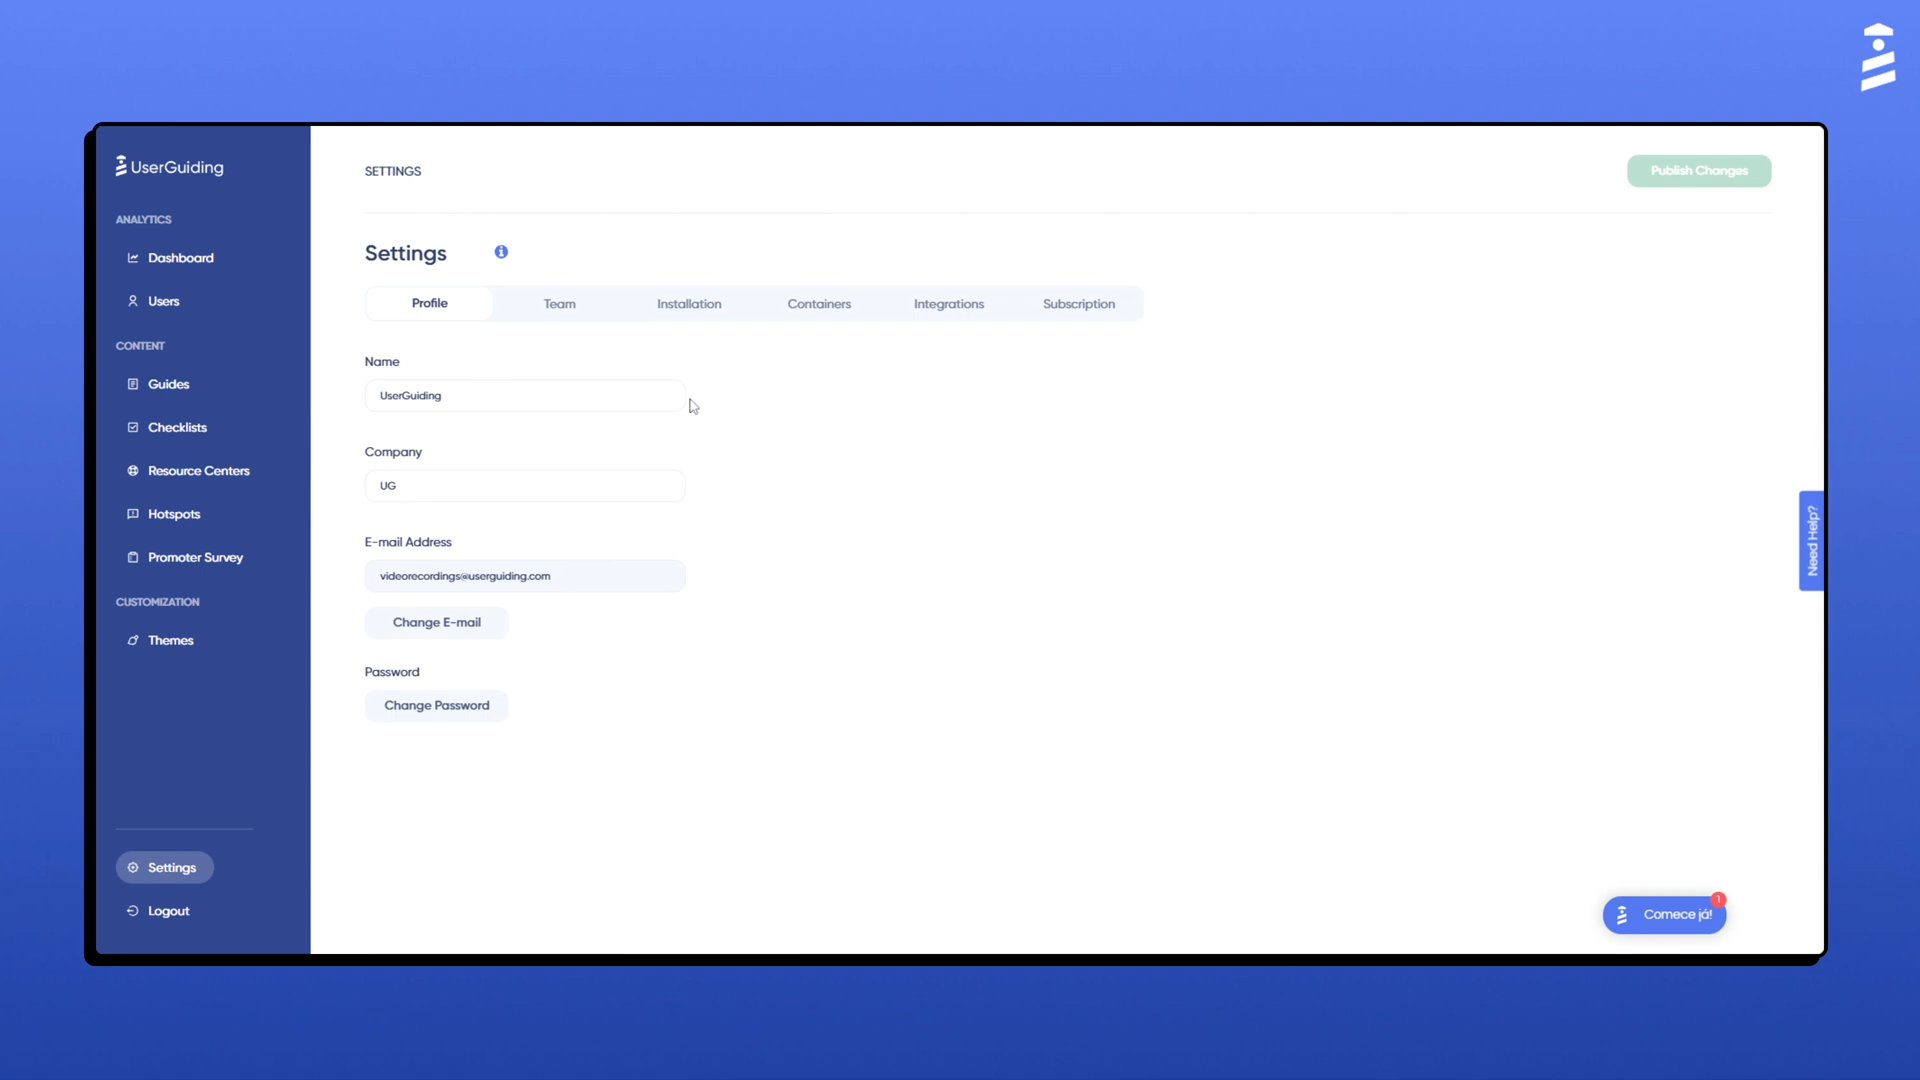 UserGuiding
ANALYTICS
Dashboard
Users
CONTENT
Guides
Checklists
Resource Centers
Hotspots
Promoter Survey
CUSTOMIZATION
Themes
Settings
Logout
SETTINGS
Publish Changes
Settings
Profile Team Installation Containers Integrations Subscription
Name
UserGuiding
Company
UG
E-mail Address
videorecordings@userguiding.com
Change E-mail
Password
Change Password
Need Help?
Comece já!
1